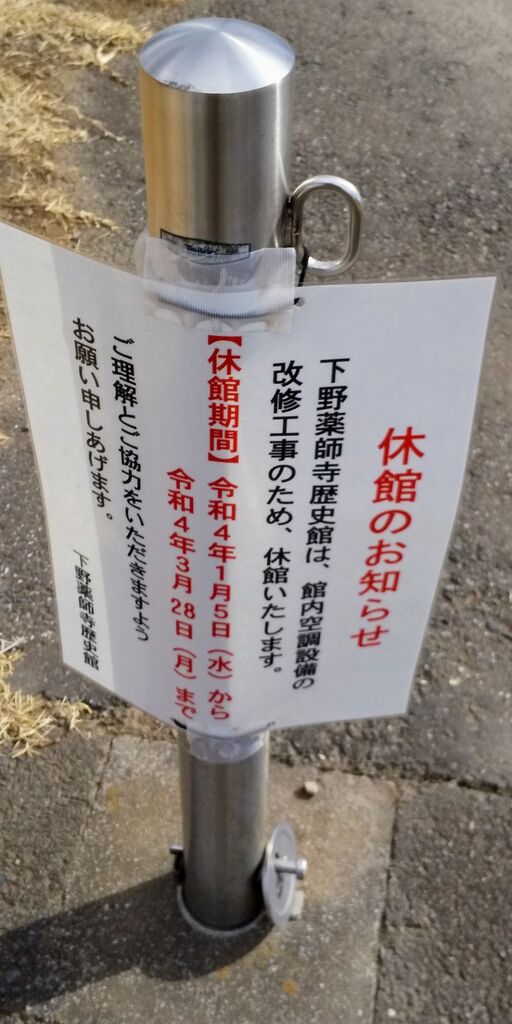 休館のお知らせ
下野薬師寺歴史館は、館内空調設備の
改修工事のため、休館いたします。
【休館期間】令和4年1月5日（水）から
令和4年3月28日（月）まで
ご理解とご協力をいただきますよう
お願い申しあげます。
下野薬師寺歴史館